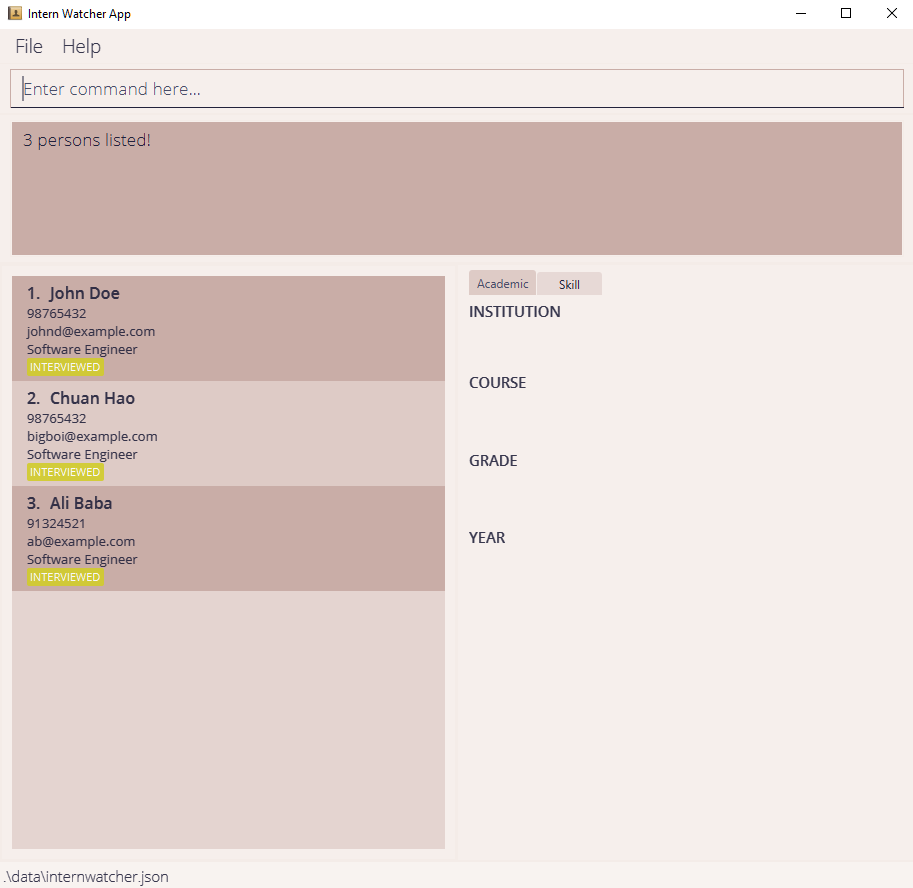 Intern Watcher App
File Help
Enter command here...
3 persons listed!
1. John Doe
98765432
johnd@example.com
Software Engineer
INTERVIEWED
2. Chuan Hao
98765432
bigboi@example.com
Software Engineer
INTERVIEWED
3. Ali Baba
91324521
ab@example.com
Software Engineer
INTERVIEWED
Academic Skill
INSTITUTION
COURSE
GRADE
YEAR
.\data\internwatcher.json